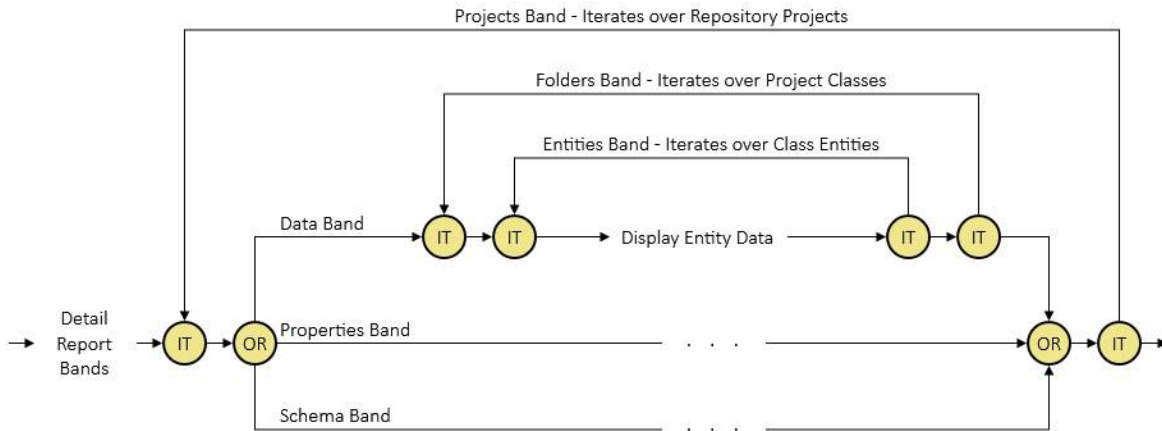 Projects Band - Iterates over Repository Projects
Folders Band - Iterates over Project Classes
Entities Band - Iterates over Class Entities
Data Band
IT
IT
Display Entity Data
IT
IT
Detail
Report
Bands
IT
OR
Properties Band
. . .
OR
IT
Schema Band
. . .